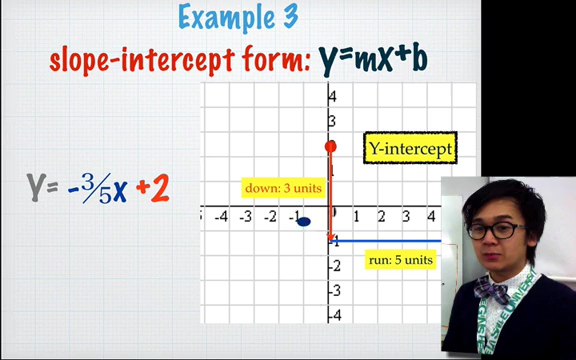 Example 3
slope-intercept form: y=mx+b
4
3
Y-intercept
1
Y= -3/5x +2
down: 3 units
5 -4 -3 -2 -1 0 1 2 3 4
-1
run: 5 units
-2
-3
-4